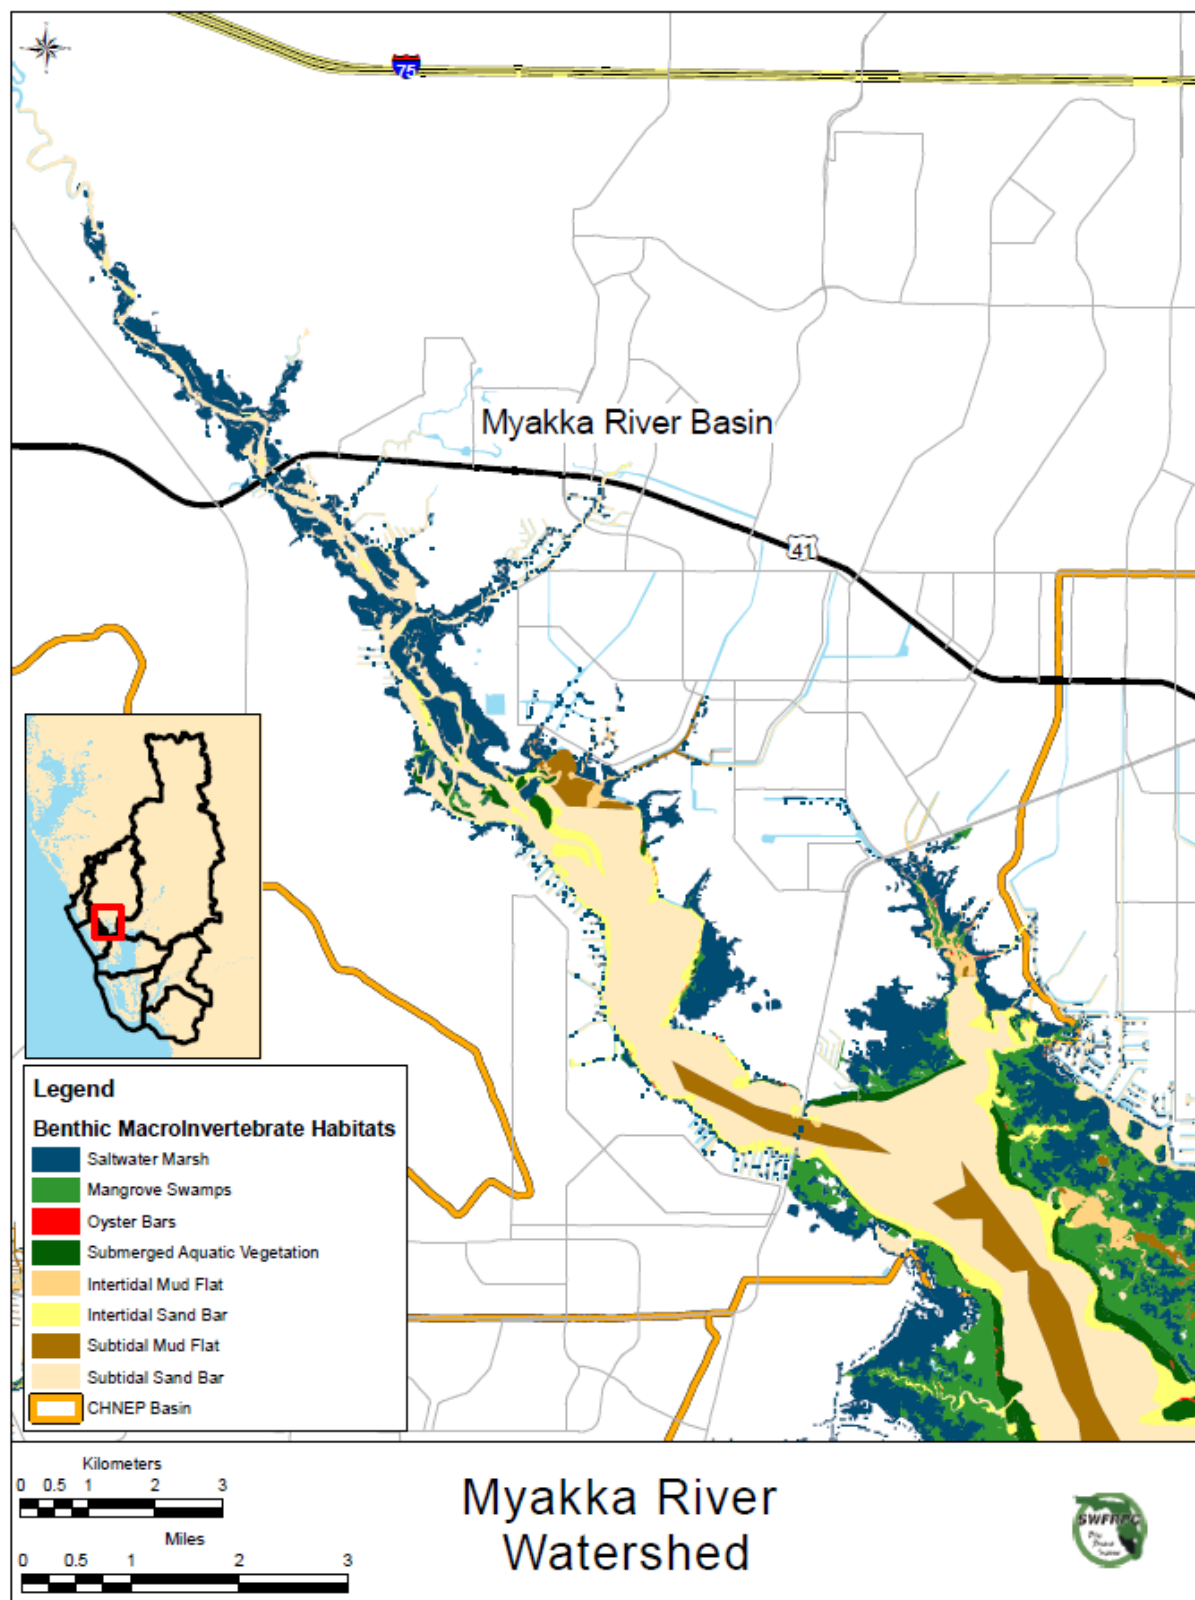 75
Myakka River Basin
41
Legend
Benthic MacroInvertebrate Habitats
Saltwater Marsh
Mangrove Swamps
Oyster Bars
Submerged Aquatic Vegetation
Intertidal Mud Flat
Intertidal Sand Bar
Subtidal Mud Flat
Subtidal Sand Bar
CHNEP Basin
Kilometers
0 0.5 1 2 3
Miles
0 0.5 1 2 3
Myakka River
Watershed
SWFRPC